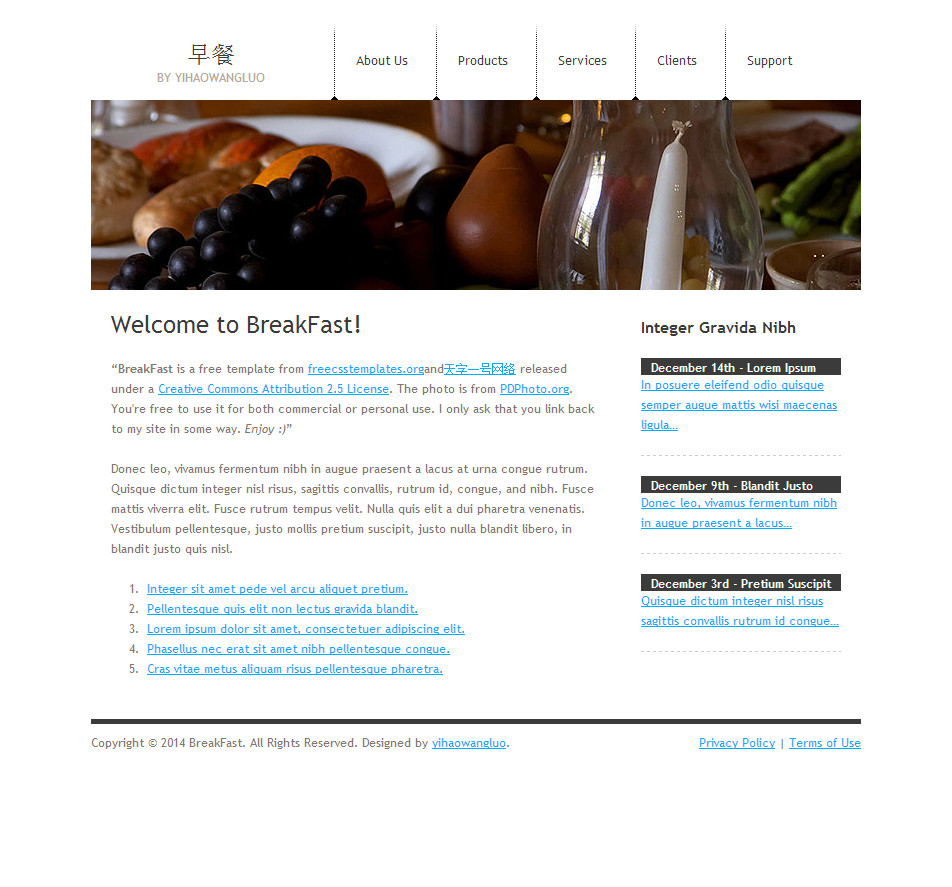 早餐
BY YIHAOWANGLUO
About Us
Products
Services
Clients
Support
Welcome to BreakFast!
“BreakFast is a free template from freecsstemplates.organd天字一号网络 released
under a Creative Commons Attribution 2.5 License. The photo is from PDPhoto.org.
You're free to use it for both commercial or personal use. I only ask that you link back
to my site in some way. Enjoy :)”
Donec leo, vivamus fermentum nibh in augue praesent a lacus at urna congue rutrum.
Quisque dictum integer nisl risus, sagittis convallis, rutrum id, congue, and nibh. Fusce
mattis viverra elit. Fusce rutrum tempus velit. Nulla quis elit a dui pharetra venenatis.
Vestibulum pellentesque, justo mollis pretium suscipit, justo nulla blandit libero, in
blandit justo quis nisl.
1. Integer sit amet pede vel arcu aliquet pretium.
2. Pellentesque quis elit non lectus gravida blandit.
3. Lorem ipsum dolor sit amet, consectetuer adipiscing elit.
4. Phasellus nec erat sit amet nibh pellentesque congue.
5. Cras vitae metus aliquam risus pellentesque pharetra.
Integer Gravida Nibh
December 14th - Lorem Ipsum
In posuere eleifend odio quisque
semper augue mattis wisi maecenas
ligula...
December 9th - Blandit Justo
Donec leo, vivamus fermentum nibh
in augue praesent a lacus...
December 3rd - Pretium Suscipit
Quisque dictum integer nisl risus
sagittis convallis rutrum id congue...
Copyright © 2014 BreakFast. All Rights Reserved. Designed by yihaowangluo.
Privacy Policy | Terms of Use